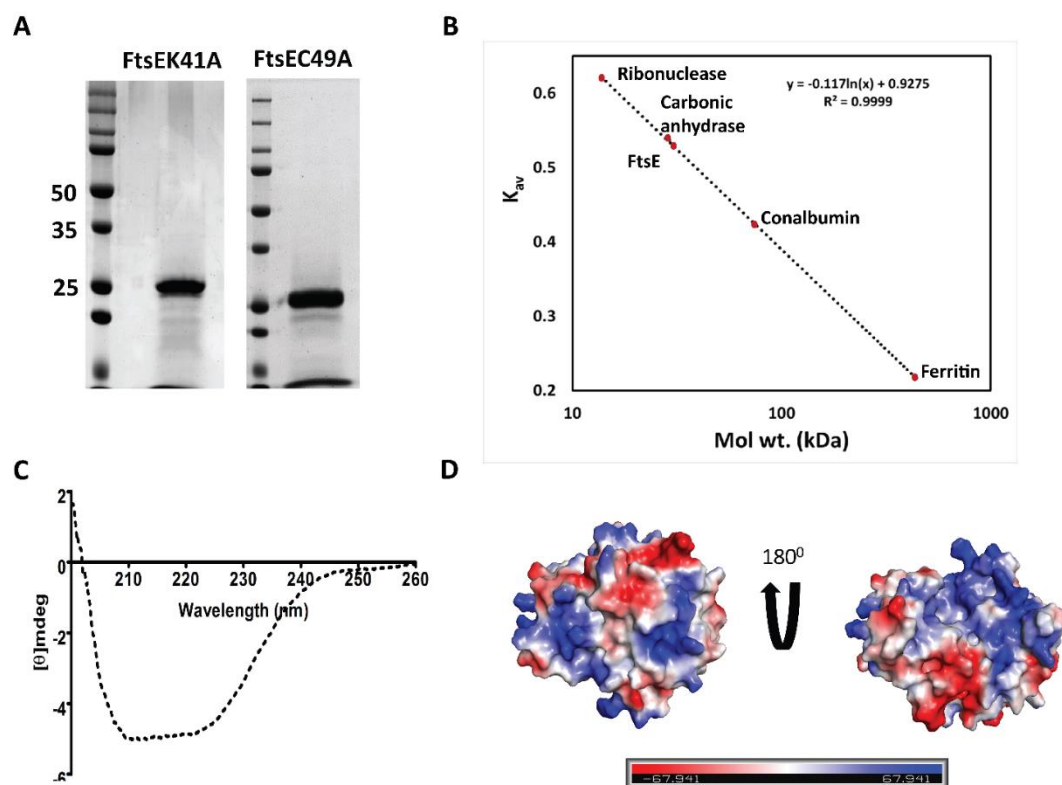 A
FtsEK41A
FtsEC49A
50
35
25
B
y = -0.117ln(x) + 0.9275
R² = 0.9999
Ribonuclease
Carbonic
anhydrase
FtsE
Conalbumin
Ferritin
0.6
0.5
0.4
0.3
0.2
Kav
10
100
1000
Mol wt. (kDa)
C
2
0
-2
-4
-6
[θ]mdeg
210
220
230
240
250
260
Wavelength (nm)
D
180⁰
-67.941
67.941